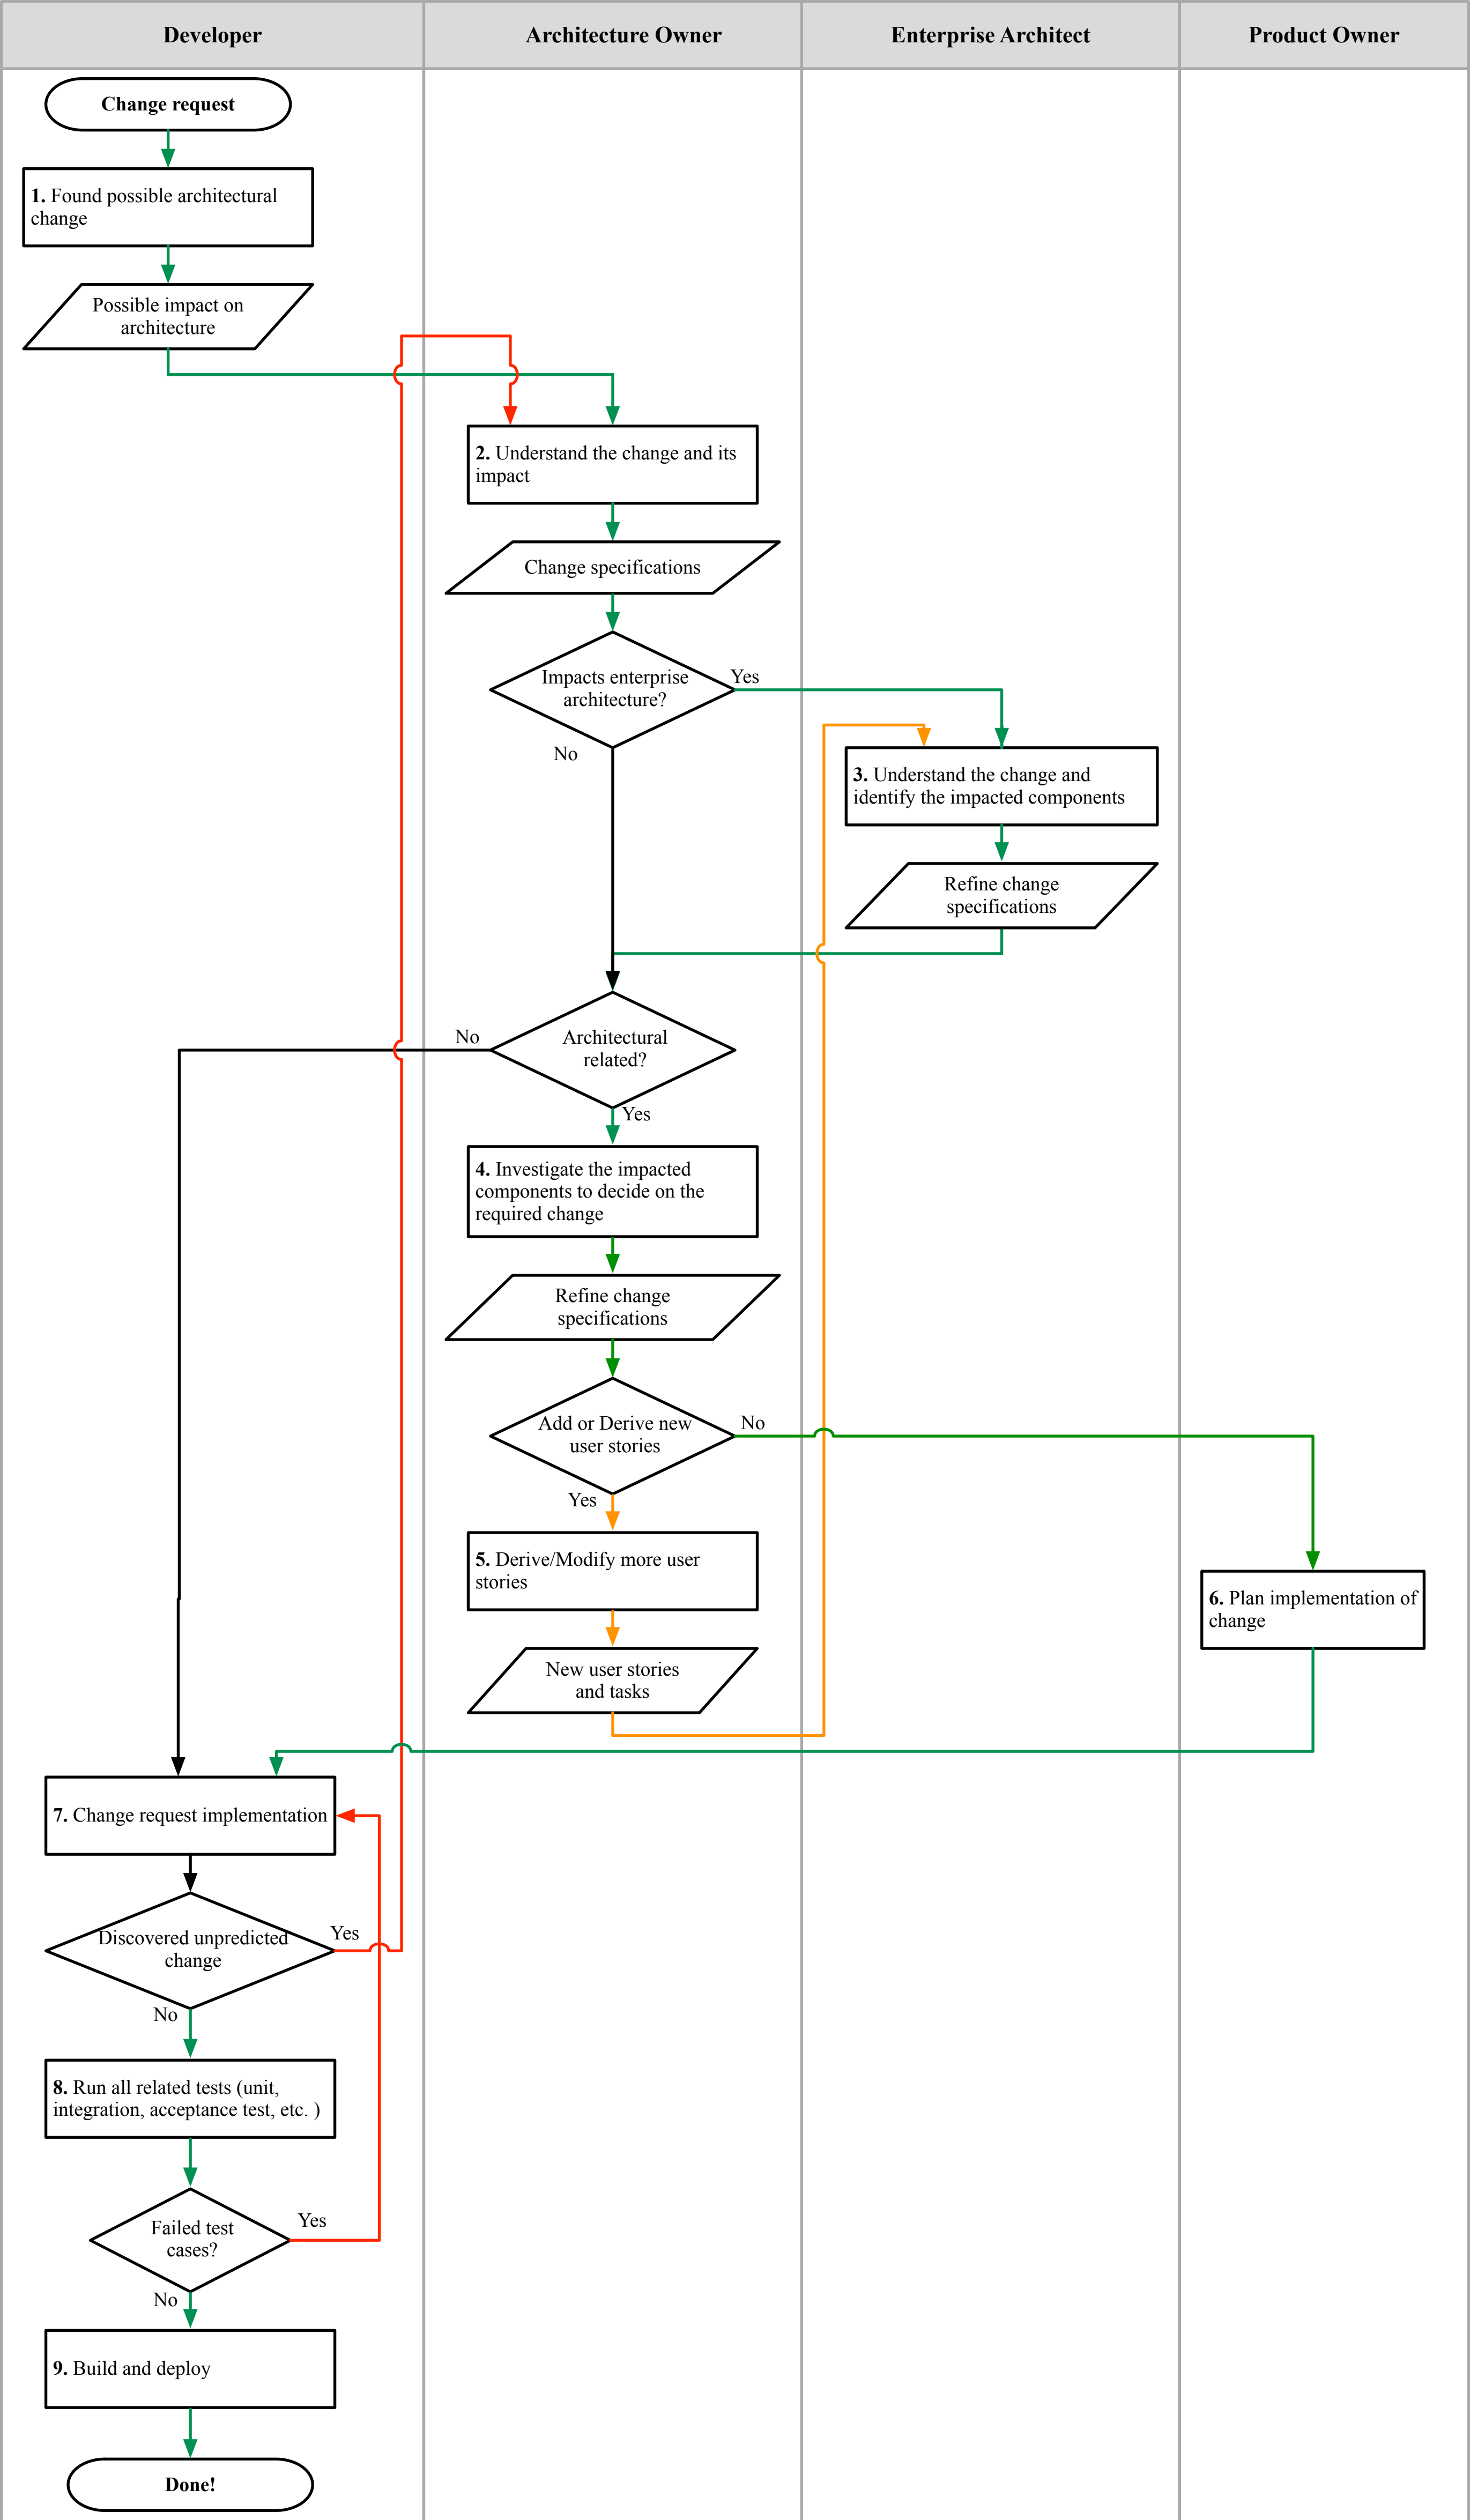 Developer
Architecture Owner
Enterprise Architect
Product Owner
Change request
1. Found possible architectural
change
Possible impact on
architecture
2. Understand the change and its
impact
Change specifications
Impacts enterprise
architecture?
Yes
No
3. Understand the change and
identify the impacted components
Refine change
specifications
Architectural
related?
No
Yes
4. Investigate the impacted
components to decide on the
required change
Refine change
specifications
Add or Derive new
user stories
No
Yes
5. Derive/Modify more user
stories
New user stories
and tasks
6. Plan implementation of
change
7. Change request implementation
Discovered unpredicted
change
Yes
No
8. Run all related tests (unit,
integration, acceptance test, etc. )
Failed test
cases?
Yes
No
9. Build and deploy
Done!